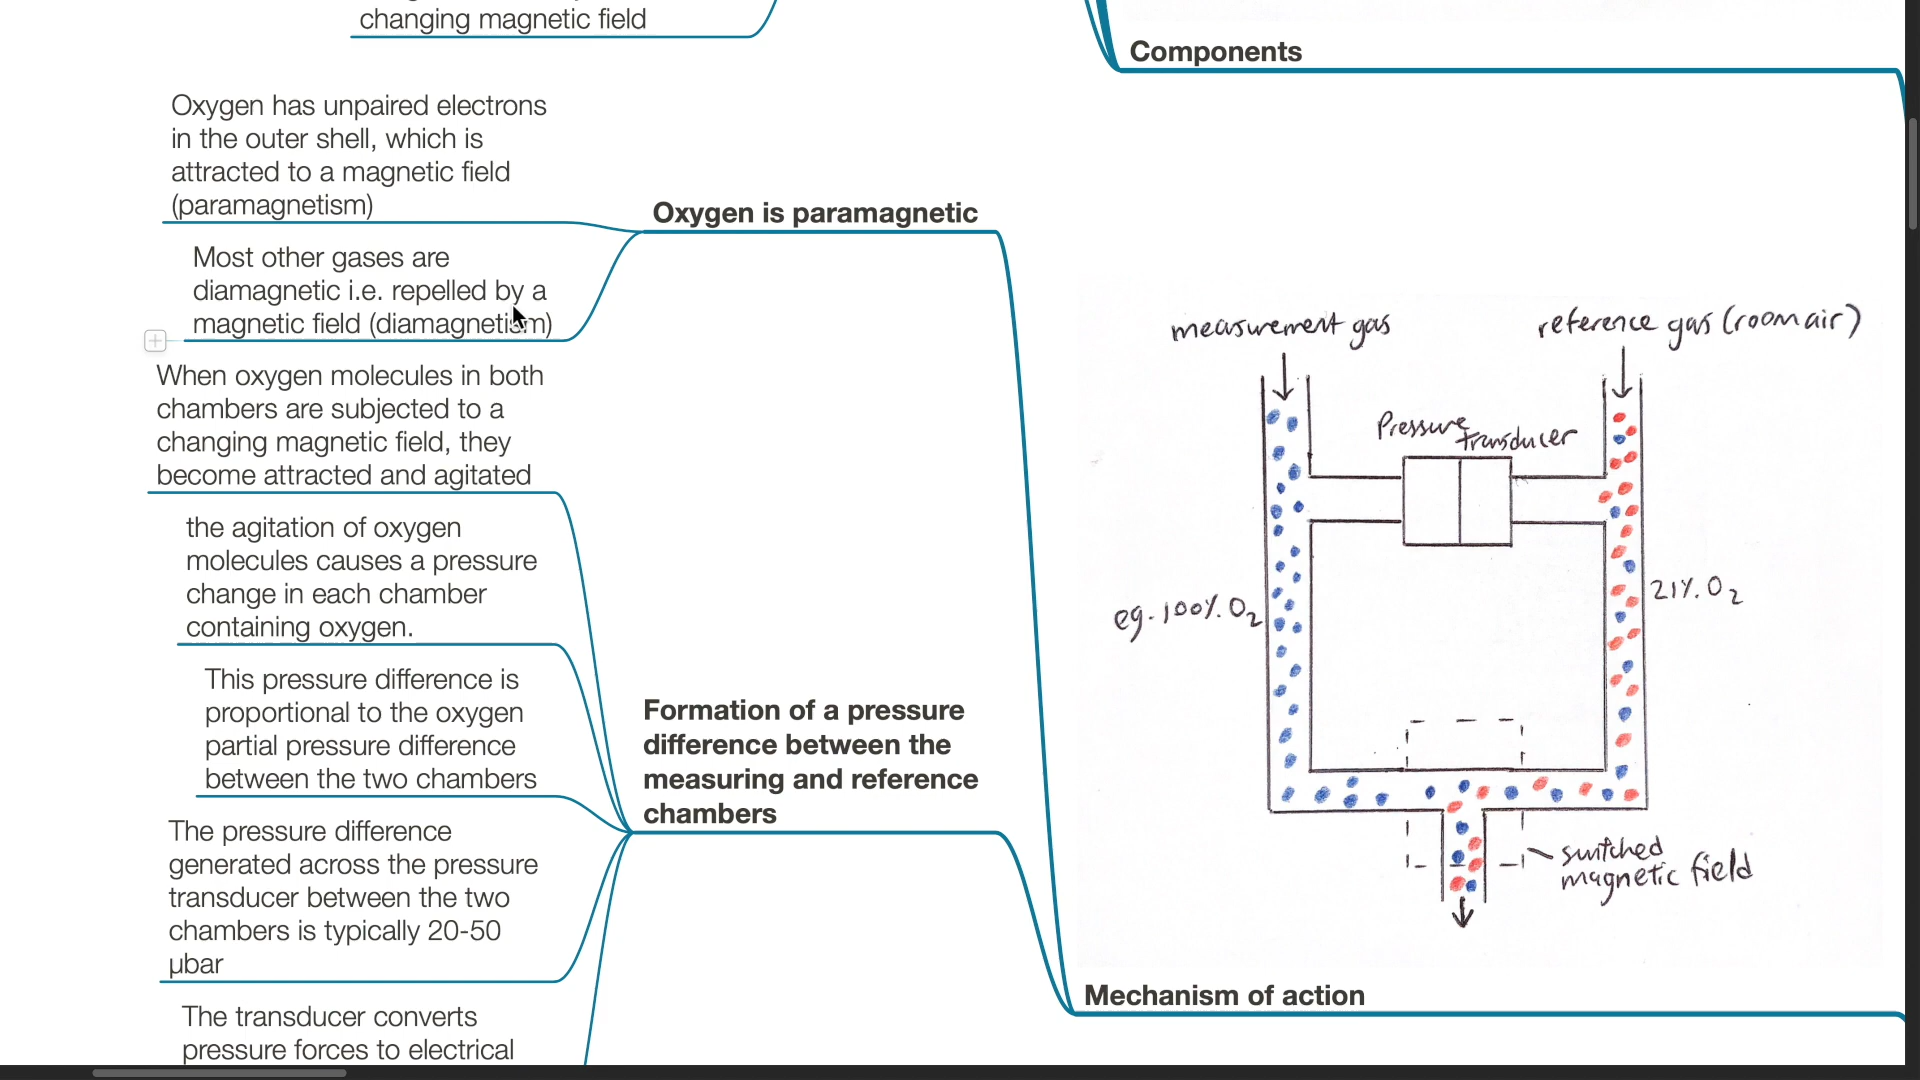 changing magnetic field
Components
Oxygen has unpaired electrons
in the outer shell, which is
attracted to a magnetic field
(paramagnetism)
Oxygen is paramagnetic
Most other gases are
diamagnetic i.e. repelled by a
magnetic field (diamagnetism)
When oxygen molecules in both
chambers are subjected to a
changing magnetic field, they
become attracted and agitated
the agitation of oxygen
molecules causes a pressure
change in each chamber
containing oxygen.
This pressure difference is
proportional to the oxygen
partial pressure difference
between the two chambers
Formation of a pressure
difference between the
measuring and reference
chambers
The pressure difference
generated across the pressure
transducer between the two
chambers is typically 20-50
µbar
The transducer converts
pressure forces to electrical
measurement gas
reference gas (room air)
Pressure
transducer
eg. 100%. O2
21%. O2
switched
magnetic field
Mechanism of action